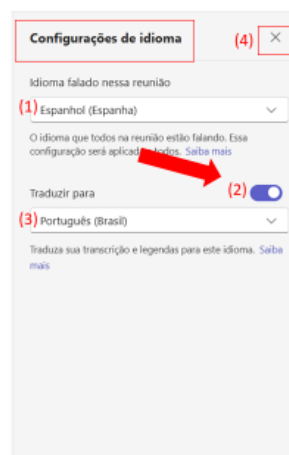 Configurações de idioma (4) ×
Idioma falado nessa reunião
(1) Espanhol (Espanha)
O idioma que todos na reunião estão falando. Essa
configuração será aplicad todos. Saiba mais
(2)
Traduzir para
(3) Português (Brasil)
Traduza sua transcrição e legendas para este idioma. Saiba
mais